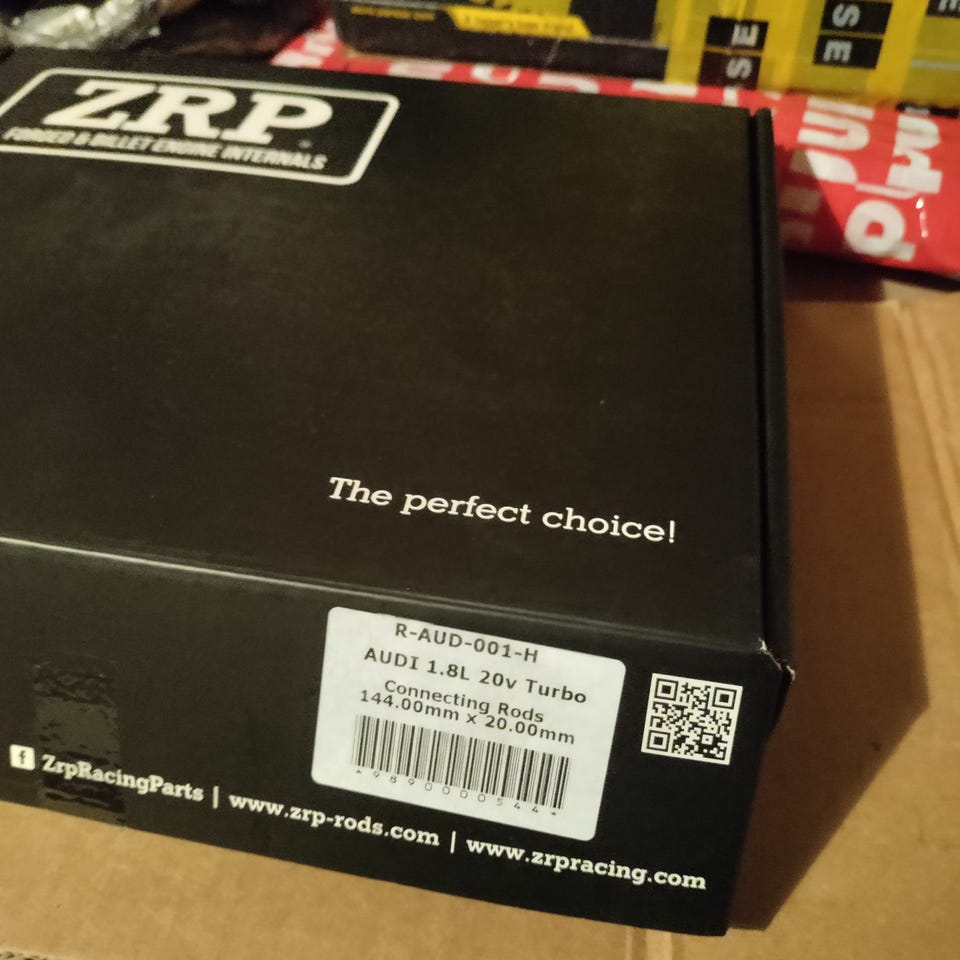 ZRP
FORGED & BILLET ENGINE INTERNALS
The perfect choice!
R-AUD-001-H
AUDI 1.8L 20v Turbo
Connecting Rods
144.00mm x 20.00mm
*9890000544*
f ZrpRacingParts | www.zrp-rods.com | www.zrpracing.com